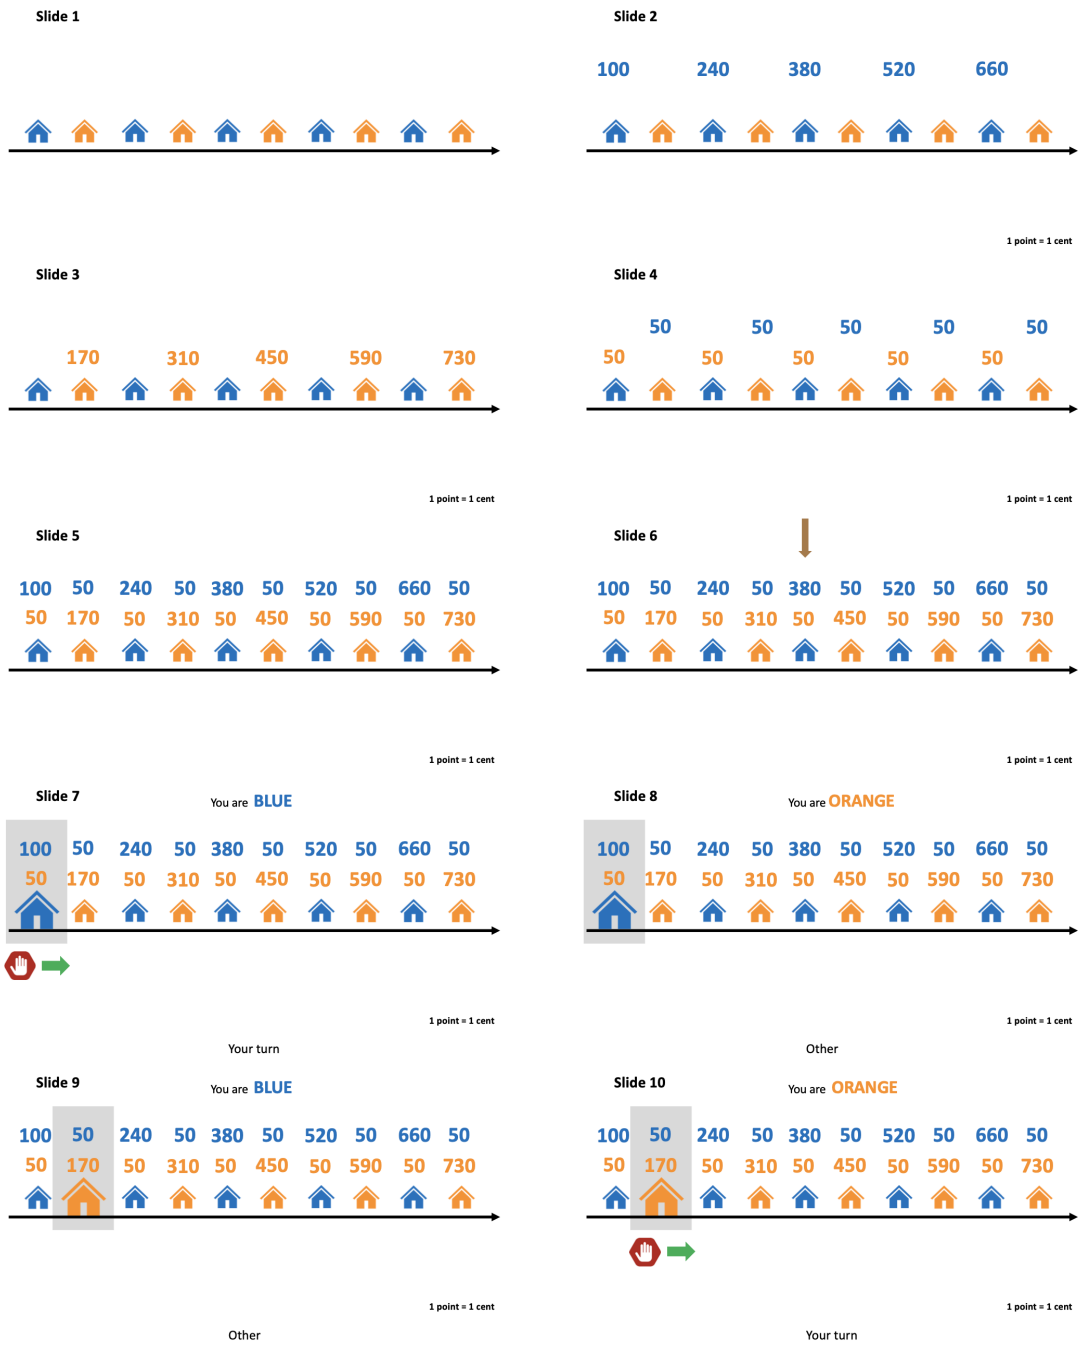 Slide 1
Slide 2
100 240 380 520 660
1 point = 1 cent
Slide 3
170 310 450 590 730
1 point = 1 cent
Slide 4
50 50 50 50 50
50 50 50 50 50
1 point = 1 cent
Slide 5
100 50 240 50 380 50 520 50 660 50
50 170 50 310 50 450 50 590 50 730
1 point = 1 cent
Slide 6
100 50 240 50 380 50 520 50 660 50
50 170 50 310 50 450 50 590 50 730
1 point = 1 cent
Slide 7
You are BLUE
100 50 240 50 380 50 520 50 660 50
50 170 50 310 50 450 50 590 50 730
1 point = 1 cent
Your turn
Slide 8
You are ORANGE
100 50 240 50 380 50 520 50 660 50
50 170 50 310 50 450 50 590 50 730
1 point = 1 cent
Other
Slide 9
You are BLUE
100 50 240 50 380 50 520 50 660 50
50 170 50 310 50 450 50 590 50 730
1 point = 1 cent
Other
Slide 10
You are ORANGE
100 50 240 50 380 50 520 50 660 50
50 170 50 310 50 450 50 590 50 730
1 point = 1 cent
Your turn